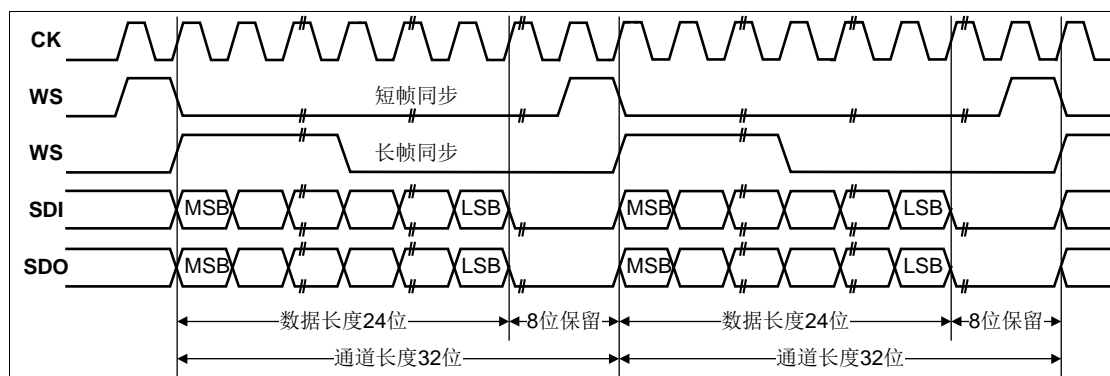 CK
WS 短帧同步
WS 长帧同步
SDI MSB LSB MSB LSB
SDO MSB LSB MSB LSB
数据长度24位 8位保留 数据长度24位 8位保留
通道长度32位 通道长度32位